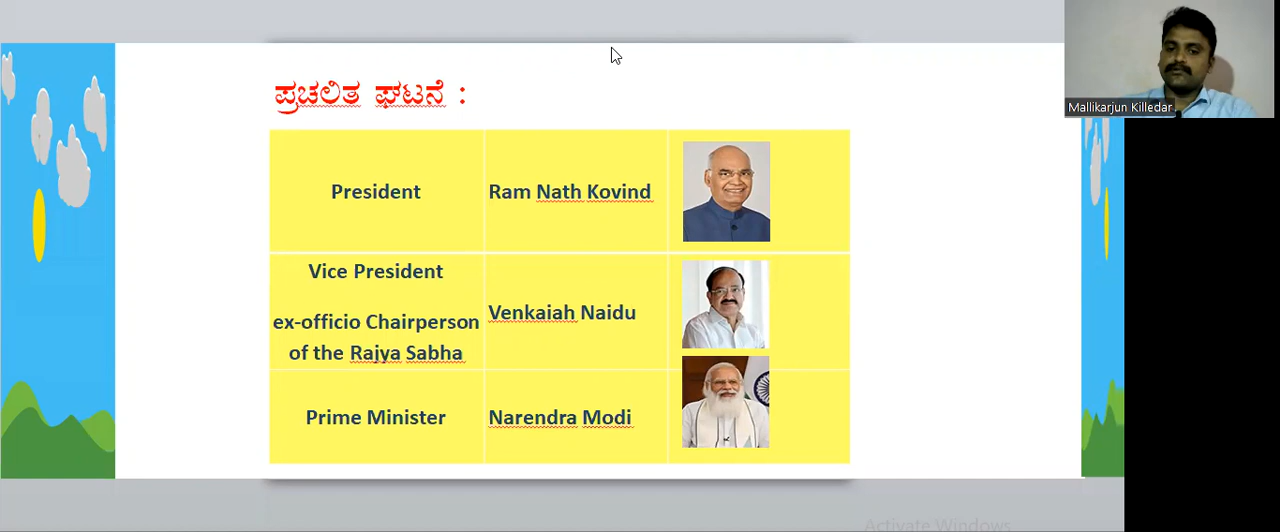 ಪ್ರಚಲಿತ ಘಟನೆ :
President
Ram Nath Kovind
Vice President
ex-officio Chairperson
of the Rajya Sabha
Venkaiah Naidu
Prime Minister
Narendra Modi
Mallikarjun Killedar
Activate Windows